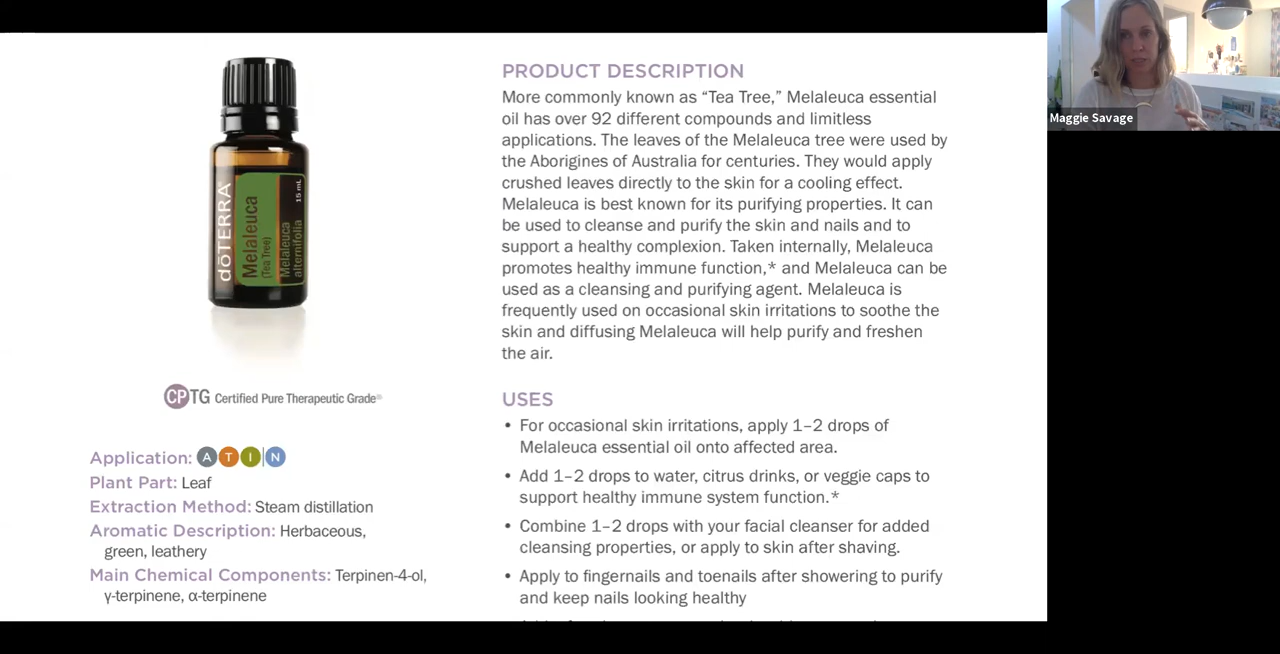 dōTERRA
Melaleuca
(Tea Tree)
Melaleuca
alternifolia
15 mL
CPTG Certified Pure Therapeutic Grade®
Application: A T I | N
Plant Part: Leaf
Extraction Method: Steam distillation
Aromatic Description: Herbaceous,
green, leathery
Main Chemical Components: Terpinen-4-ol,
γ-terpinene, α-terpinene
PRODUCT DESCRIPTION
More commonly known as “Tea Tree,” Melaleuca essential
oil has over 92 different compounds and limitless
applications. The leaves of the Melaleuca tree were used by
the Aborigines of Australia for centuries. They would apply
crushed leaves directly to the skin for a cooling effect.
Melaleuca is best known for its purifying properties. It can
be used to cleanse and purify the skin and nails and to
support a healthy complexion. Taken internally, Melaleuca
promotes healthy immune function,* and Melaleuca can be
used as a cleansing and purifying agent. Melaleuca is
frequently used on occasional skin irritations to soothe the
skin and diffusing Melaleuca will help purify and freshen
the air.
USES
• For occasional skin irritations, apply 1–2 drops of
Melaleuca essential oil onto affected area.
• Add 1–2 drops to water, citrus drinks, or veggie caps to
support healthy immune system function.*
• Combine 1–2 drops with your facial cleanser for added
cleansing properties, or apply to skin after shaving.
• Apply to fingernails and toenails after showering to purify
and keep nails looking healthy
Maggie Savage